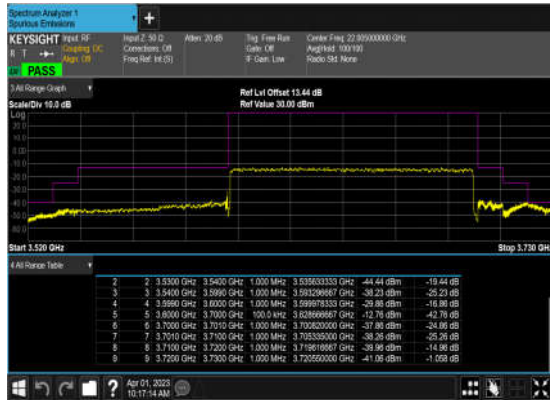 Spectrum Analyzer 1
Spurious Emissions
+
KEYSIGHT Input: RF Input Z: 50 Ω Atten: 20 dB Trig: Free Run Center Freq: 22.005000000 GHz
R T Coupling: DC Corrections: Off Gate: Off Avg|Hold: 100/100
Align: Off Freq Ref: Int (S) IF Gain: Low Radio Std: None
PASS
3 All Range Graph
Ref Lvl Offset 13.44 dB
Scale/Div 10.0 dB Ref Value 30.00 dBm
Log
20.0
10.0
0.00
Start 3.520 GHz Stop 3.730 GHz
4 All Range Table
2 2 3.5300 GHz 3.5400 GHz 1.000 MHz 3.535633333 GHz -44.44 dBm -19.44 dB
3 3 3.5400 GHz 3.5990 GHz 1.000 MHz 3.593296667 GHz -38.23 dBm -25.23 dB
4 4 3.5990 GHz 3.6000 GHz 1.000 MHz 3.599978333 GHz -29.86 dBm -16.86 dB
5 5 3.6000 GHz 3.7000 GHz 100.0 kHz 3.628666667 GHz -12.76 dBm -42.76 dB
6 6 3.7000 GHz 3.7010 GHz 1.000 MHz 3.700820000 GHz -37.86 dBm -24.86 dB
7 7 3.7010 GHz 3.7100 GHz 1.000 MHz 3.705335000 GHz -38.26 dBm -25.26 dB
8 8 3.7100 GHz 3.7200 GHz 1.000 MHz 3.719616667 GHz -39.96 dBm -14.96 dB
9 9 3.7200 GHz 3.7300 GHz 1.000 MHz 3.720550000 GHz -41.06 dBm -1.058 dB
Apr 01, 2023
10:17:14 AM